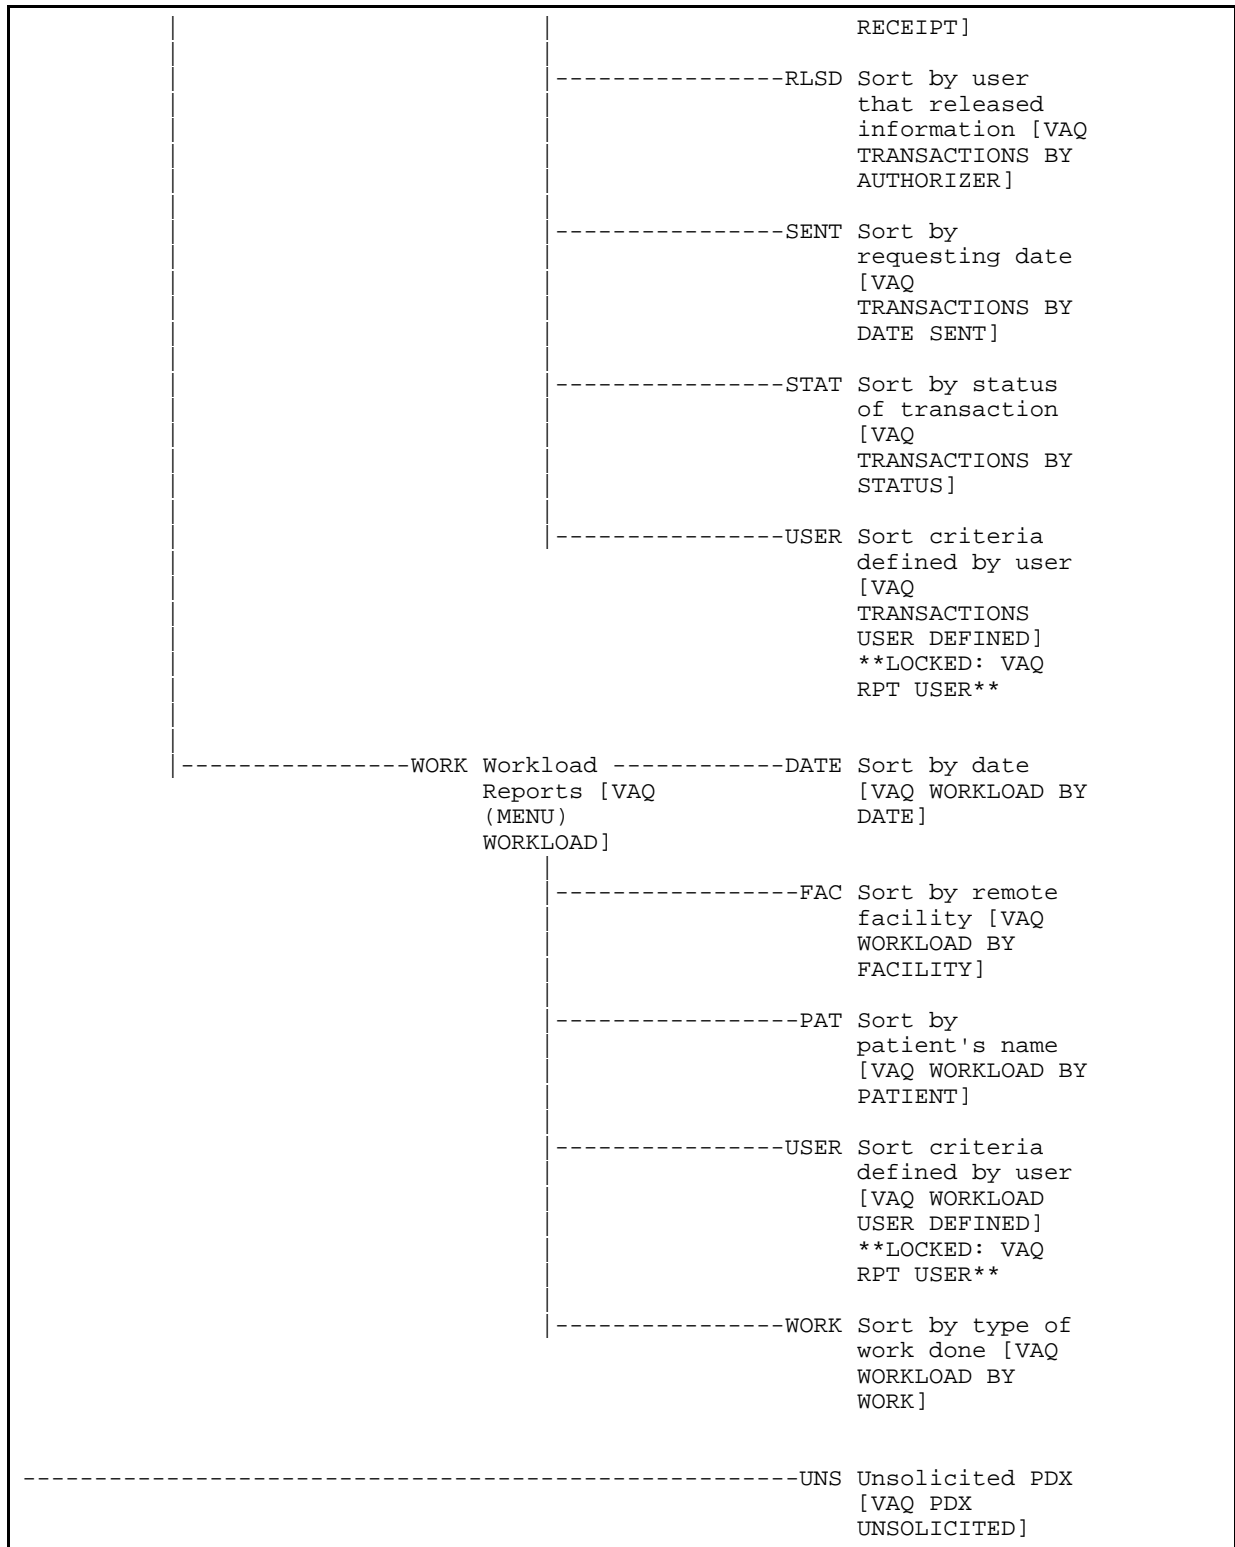 RECEIPT]
|----------------RLSD Sort by user
that released
information [VAQ
TRANSACTIONS BY
AUTHORIZER]
|----------------SENT Sort by
requesting date
[VAQ
TRANSACTIONS BY
DATE SENT]
|----------------STAT Sort by status
of transaction
[VAQ
TRANSACTIONS BY
STATUS]
|----------------USER Sort criteria
defined by user
[VAQ
TRANSACTIONS
USER DEFINED]
**LOCKED: VAQ
RPT USER**
|----------------WORK Workload ------------DATE Sort by date
Reports [VAQ [VAQ WORKLOAD BY
(MENU) DATE]
WORKLOAD]
|-----------------FAC Sort by remote
facility [VAQ
WORKLOAD BY
FACILITY]
|-----------------PAT Sort by
patient's name
[VAQ WORKLOAD BY
PATIENT]
|----------------USER Sort criteria
defined by user
[VAQ WORKLOAD
USER DEFINED]
**LOCKED: VAQ
RPT USER**
|----------------WORK Sort by type of
work done [VAQ
WORKLOAD BY
WORK]
------------------------------------------------------UNS Unsolicited PDX
[VAQ PDX
UNSOLICITED]